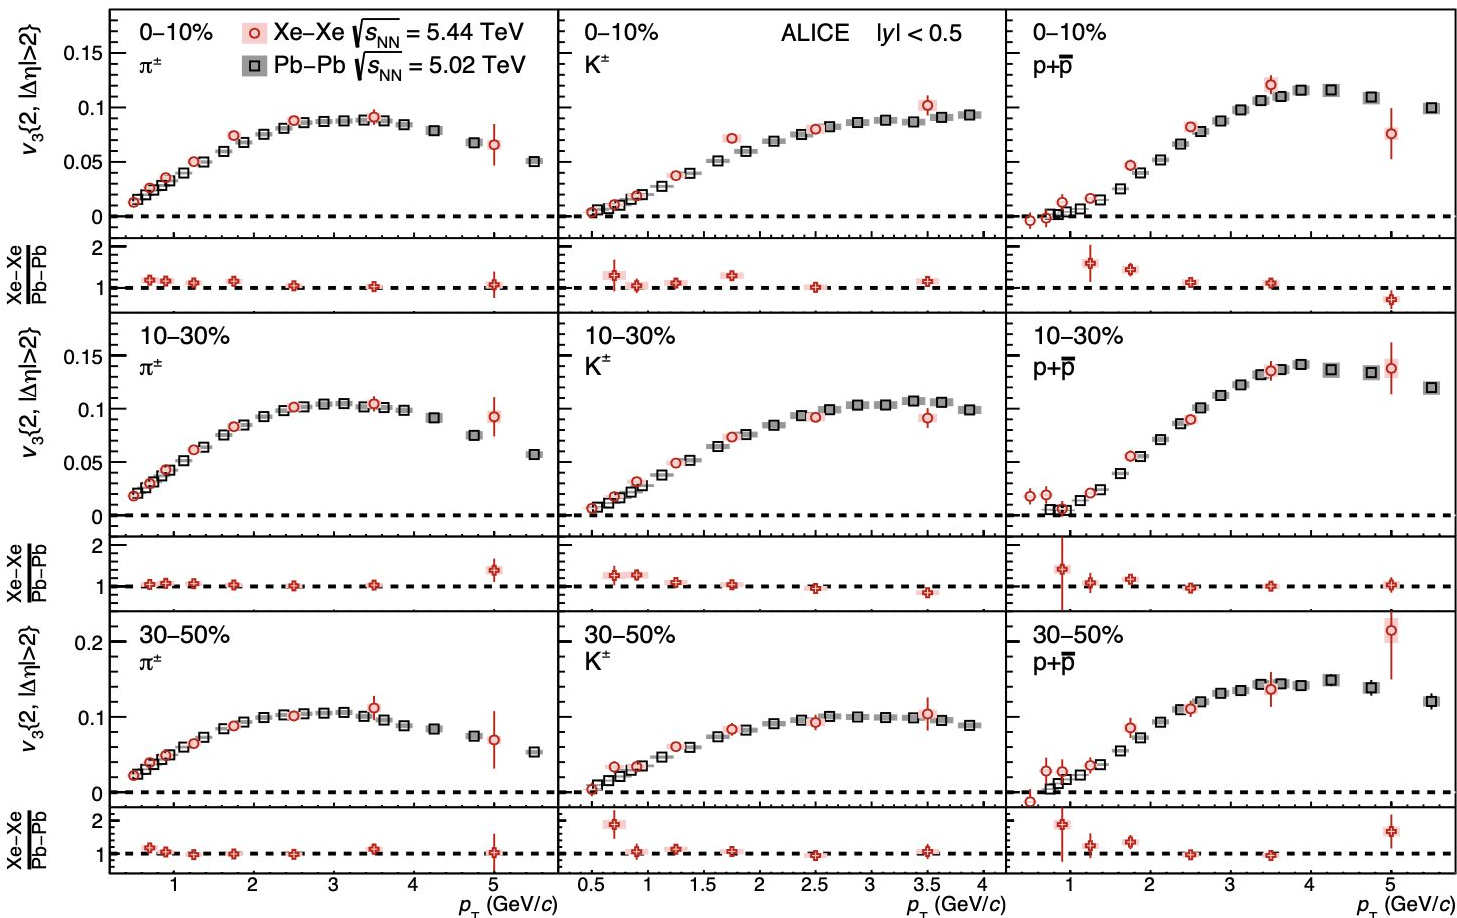 0–10%
Xe–Xe √sNN = 5.44 TeV
Pb–Pb √sNN = 5.02 TeV
π±
0–10%
K±
ALICE |y| < 0.5
0–10%
p+p̅
v3{2, |Δη|>2}
0.15
0.1
0.05
0
Xe–Xe
Pb–Pb
2
1
10–30%
π±
10–30%
K±
10–30%
p+p̅
v3{2, |Δη|>2}
0.15
0.1
0.05
0
Xe–Xe
Pb–Pb
2
1
30–50%
π±
30–50%
K±
30–50%
p+p̅
v3{2, |Δη|>2}
0.2
0.1
0
Xe–Xe
Pb–Pb
2
1
1 2 3 4 5
0.5 1 1.5 2 2.5 3 3.5 4
1 2 3 4 5
pT (GeV/c)
pT (GeV/c)
pT (GeV/c)